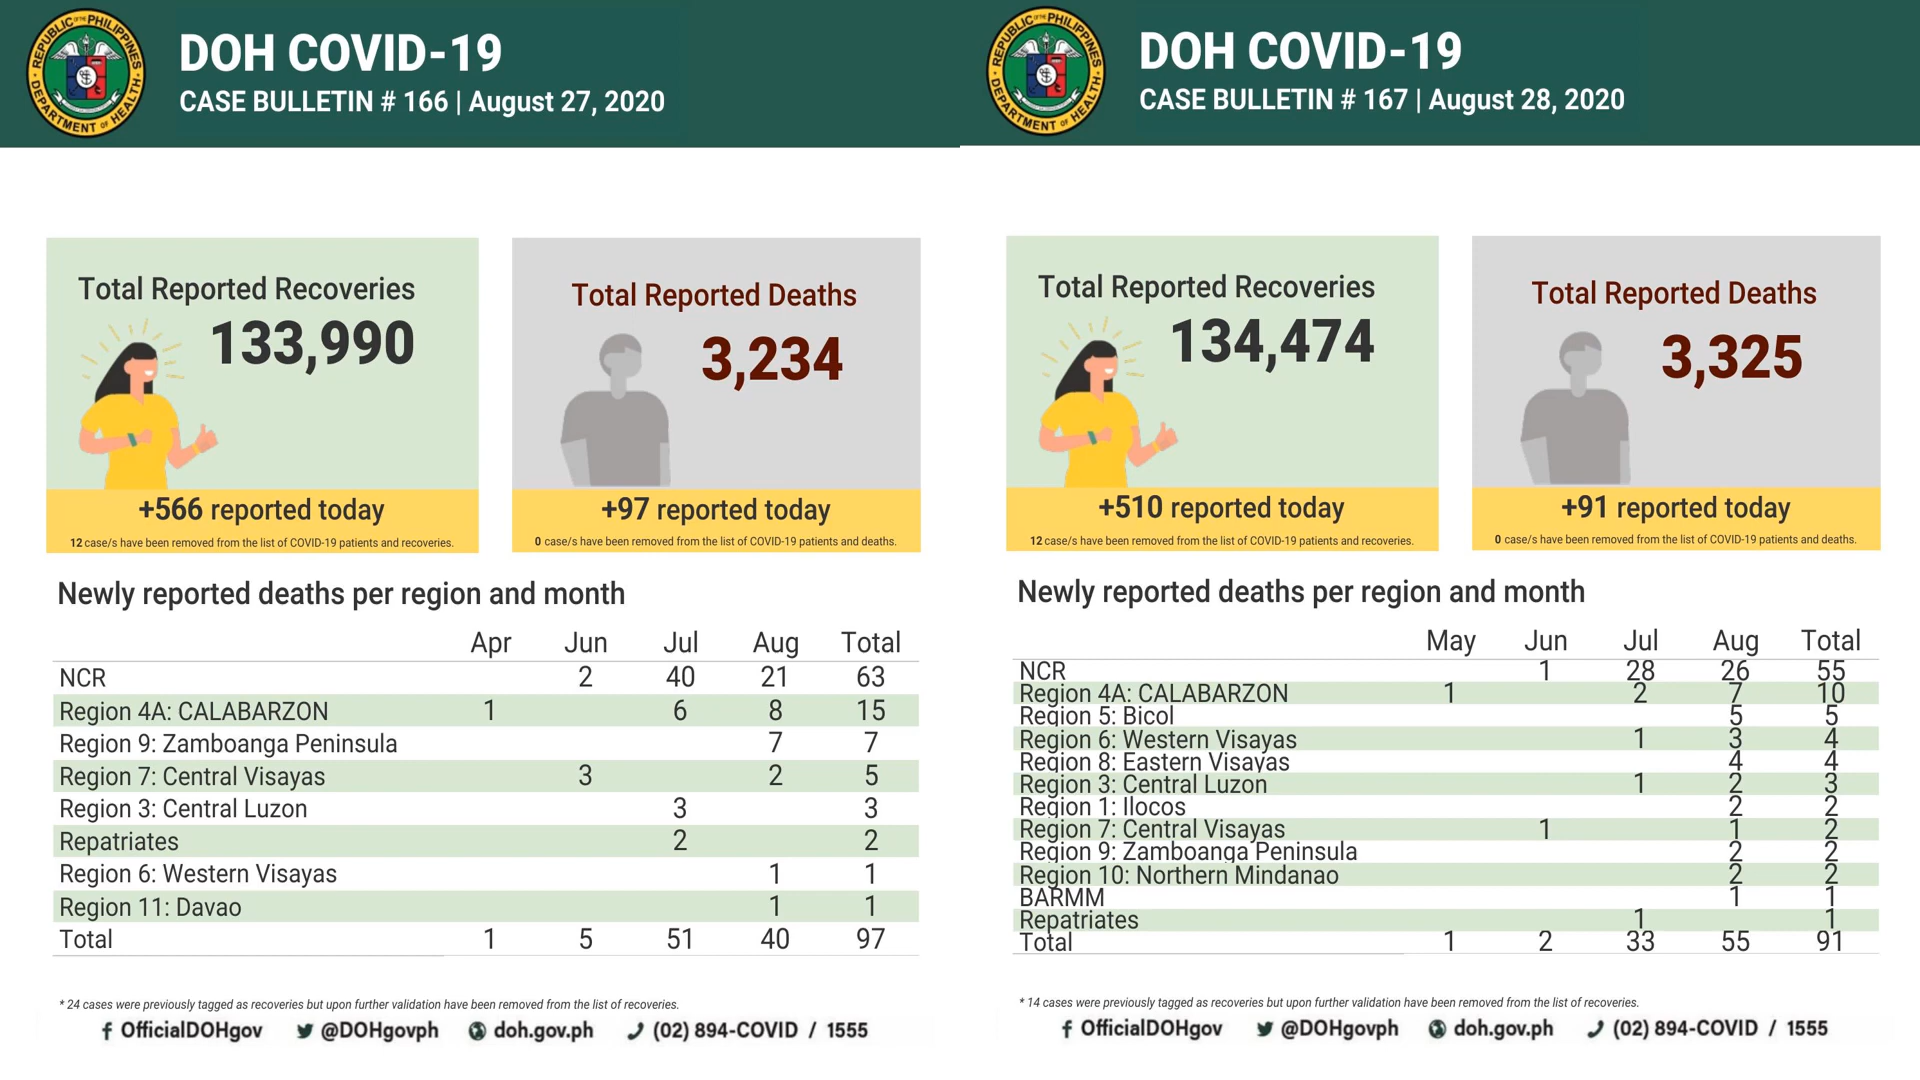 REPUBLIC OF THE PHILIPPINES
DEPARTMENT OF HEALTH
DOH COVID-19
CASE BULLETIN # 166 | August 27, 2020
Total Reported Recoveries
133,990
+566 reported today
12 case/s have been removed from the list of COVID-19 patients and recoveries.
Total Reported Deaths
3,234
+97 reported today
0 case/s have been removed from the list of COVID-19 patients and deaths.
Newly reported deaths per region and month
Apr Jun Jul Aug Total
NCR 2 40 21 63
Region 4A: CALABARZON 1 6 8 15
Region 9: Zamboanga Peninsula 7 7
Region 7: Central Visayas 3 2 5
Region 3: Central Luzon 3 3
Repatriates 2 2
Region 6: Western Visayas 1 1
Region 11: Davao 1 1
Total 1 5 51 40 97
* 24 cases were previously tagged as recoveries but upon further validation have been removed from the list of recoveries.
OfficialDOHgov @DOHgovph doh.gov.ph (02) 894-COVID / 1555
REPUBLIC OF THE PHILIPPINES
DEPARTMENT OF HEALTH
DOH COVID-19
CASE BULLETIN # 167 | August 28, 2020
Total Reported Recoveries
134,474
+510 reported today
12 case/s have been removed from the list of COVID-19 patients and recoveries.
Total Reported Deaths
3,325
+91 reported today
0 case/s have been removed from the list of COVID-19 patients and deaths.
Newly reported deaths per region and month
May Jun Jul Aug Total
NCR 1 28 26 55
Region 4A: CALABARZON 1 2 7 10
Region 5: Bicol 5 5
Region 6: Western Visayas 1 3 4
Region 8: Eastern Visayas 4 4
Region 3: Central Luzon 1 2 3
Region 1: Ilocos 2 2
Region 7: Central Visayas 1 1 2
Region 9: Zamboanga Peninsula 2 2
Region 10: Northern Mindanao 2 2
BARMM 1 1
Repatriates 1 1
Total 1 2 33 55 91
* 14 cases were previously tagged as recoveries but upon further validation have been removed from the list of recoveries.
OfficialDOHgov @DOHgovph doh.gov.ph (02) 894-COVID / 1555